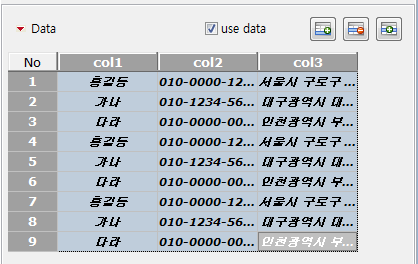 Data use data
No col1 col2 col3
1 홍길동 010-0000-12... 서울시 구로구 ...
2 가나 010-1234-56... 대구광역시 대...
3 다라 010-0000-00... 인천광역시 부...
4 홍길동 010-0000-12... 서울시 구로구 ...
5 가나 010-1234-56... 대구광역시 대...
6 다라 010-0000-00... 인천광역시 부...
7 홍길동 010-0000-12... 서울시 구로구 ...
8 가나 010-1234-56... 대구광역시 대...
9 다라 010-0000-00... 인천광역시 부...